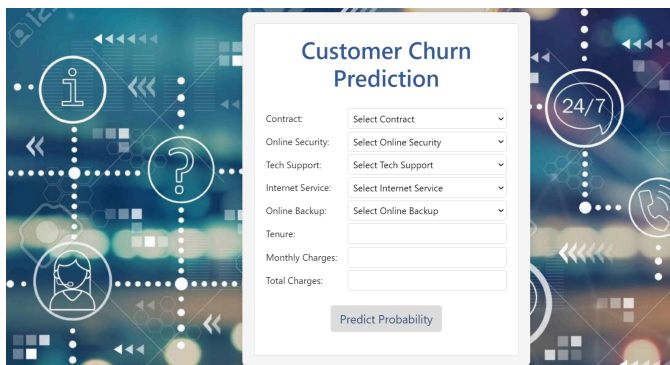 Customer Churn
Prediction
Contract: Select Contract
Online Security: Select Online Security
Tech Support: Select Tech Support
Internet Service: Select Internet Service
Online Backup: Select Online Backup
Tenure:
Monthly Charges:
Total Charges:
Predict Probability
i
?
24/7